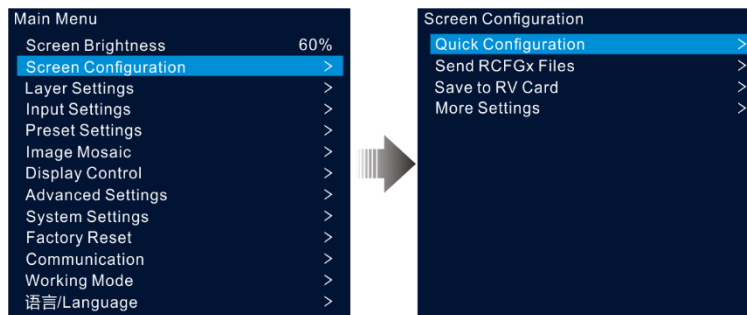 Main Menu
Screen Brightness 60%
Screen Configuration >
Layer Settings >
Input Settings >
Preset Settings >
Image Mosaic >
Display Control >
Advanced Settings >
System Settings >
Factory Reset >
Communication >
Working Mode >
语言/Language >
Screen Configuration
Quick Configuration >
Send RCFGx Files >
Save to RV Card >
More Settings >